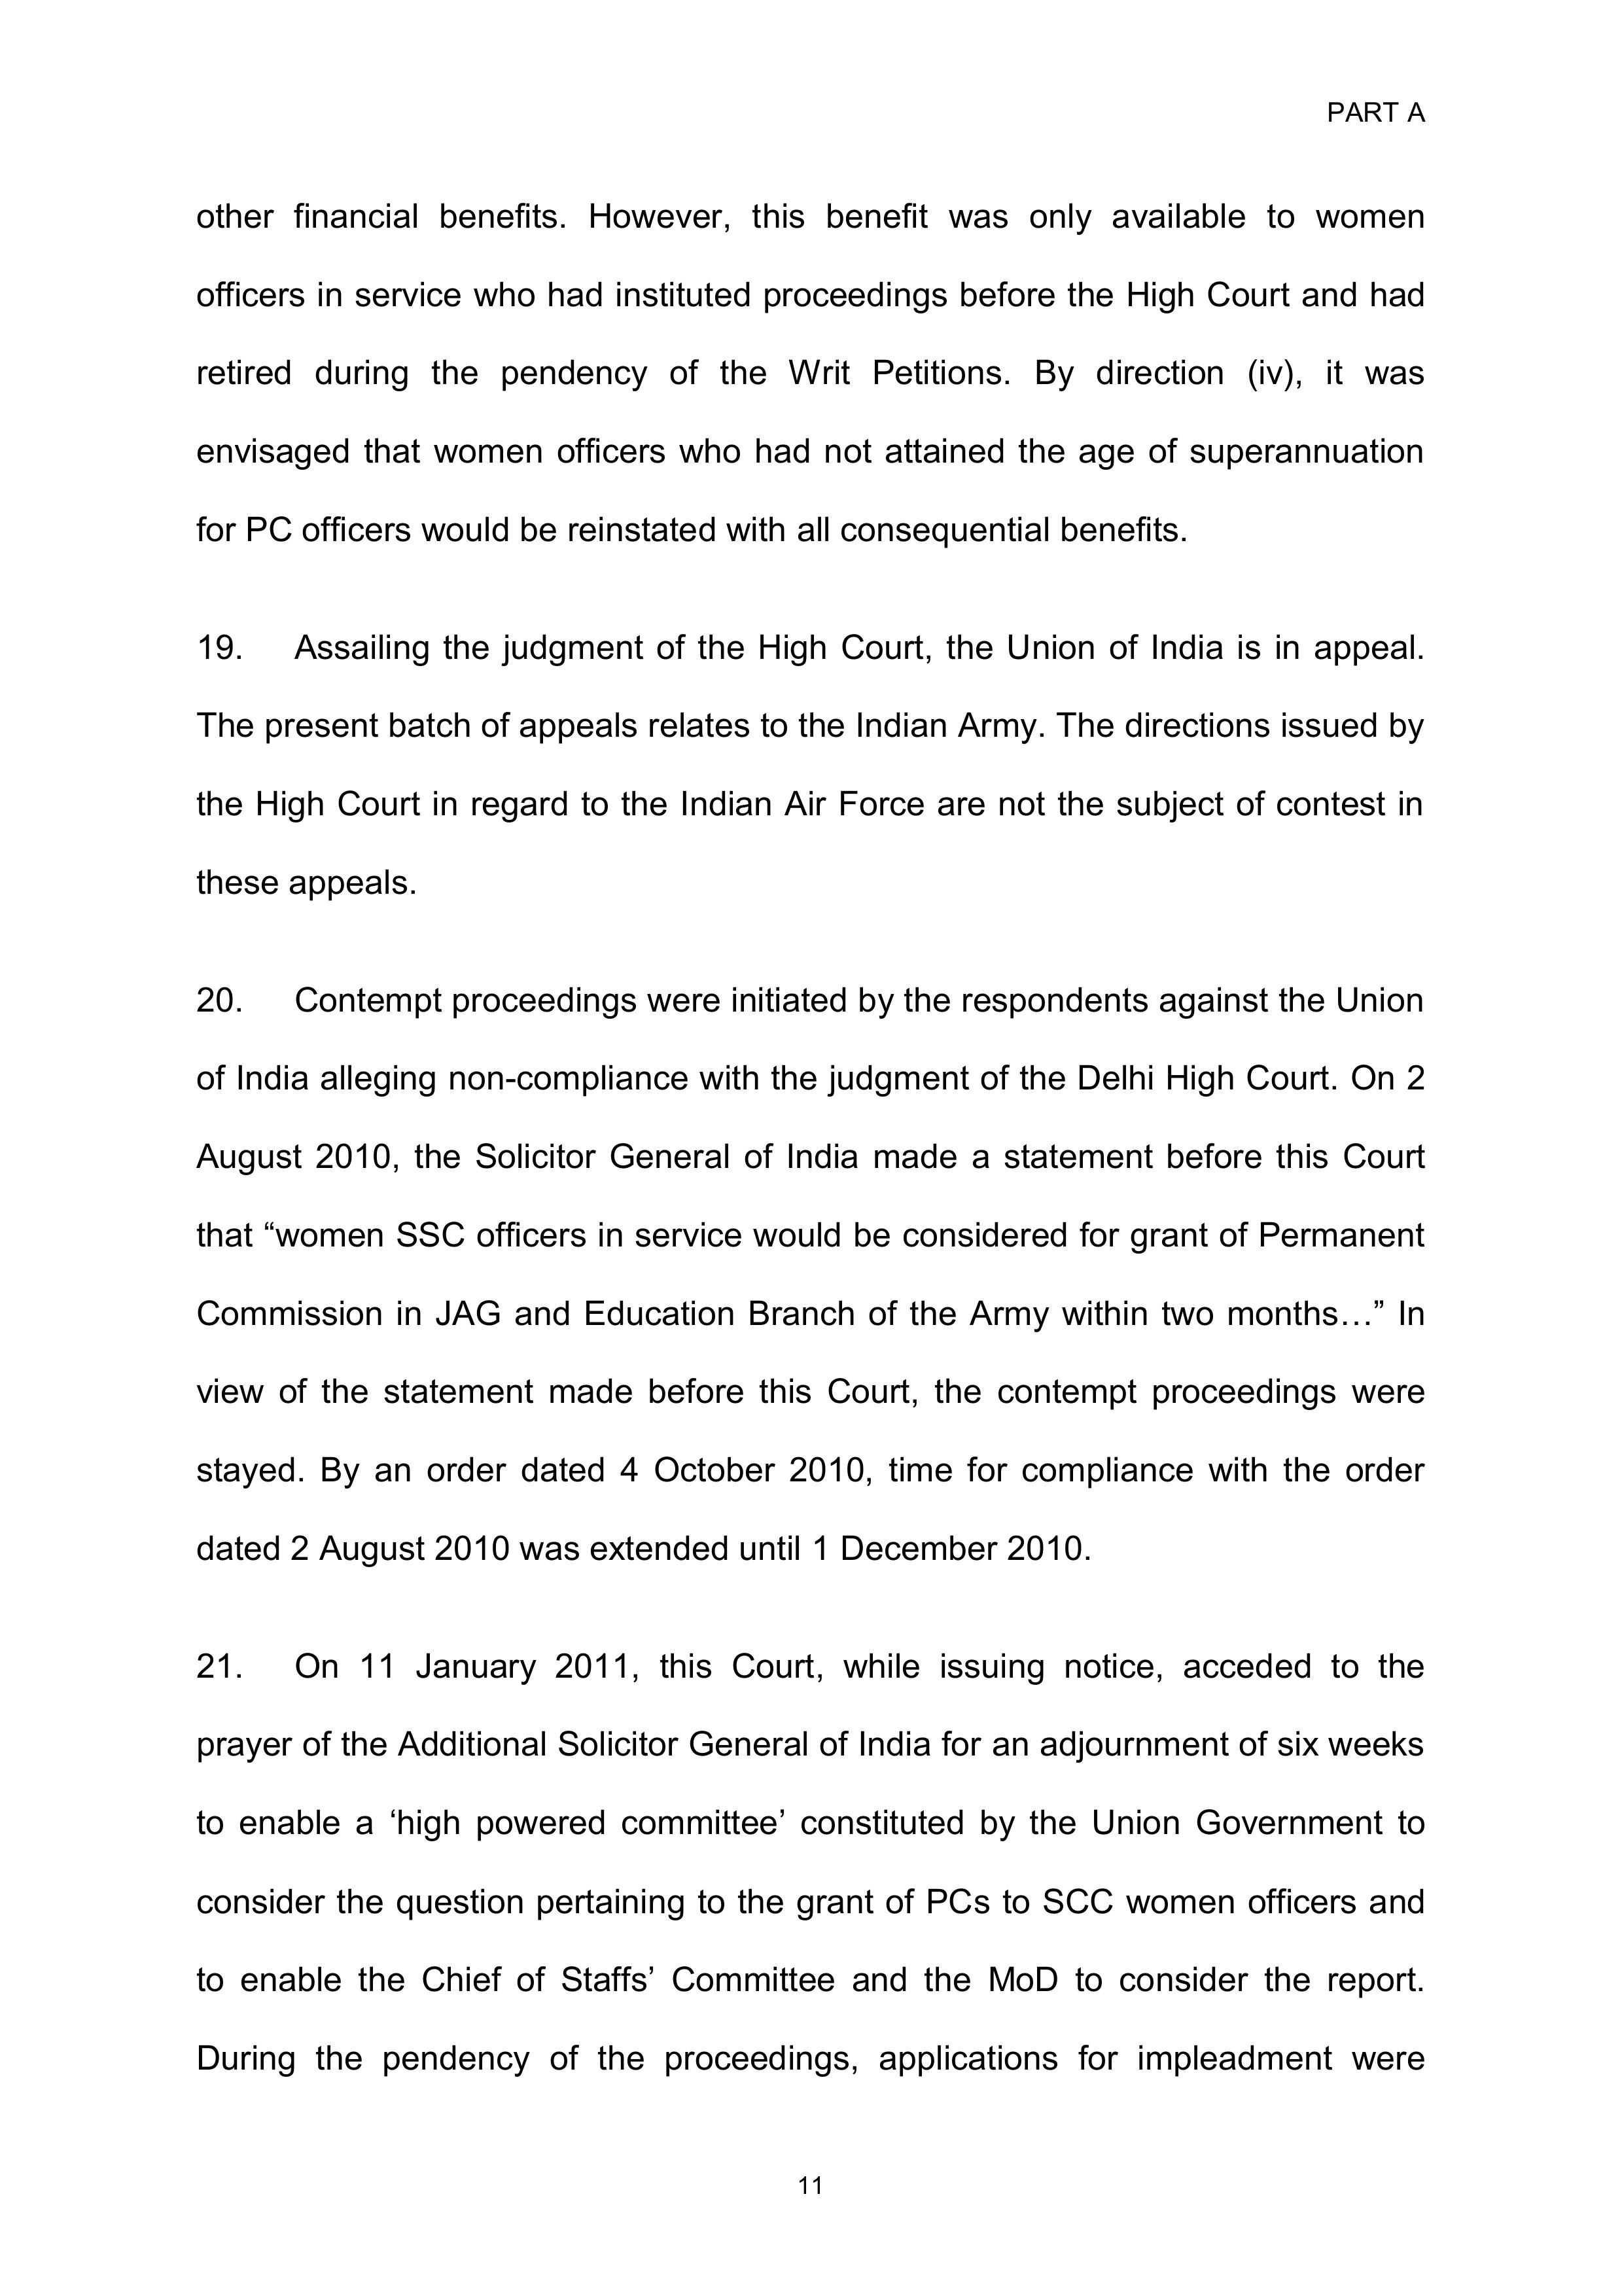 PART A
other financial benefits. However, this benefit was only available to women
officers in service who had instituted proceedings before the High Court and had
retired during the pendency of the Writ Petitions. By direction (iv), it was
envisaged that women officers who had not attained the age of superannuation
for PC officers would be reinstated with all consequential benefits.
19. Assailing the judgment of the High Court, the Union of India is in appeal.
The present batch of appeals relates to the Indian Army. The directions issued by
the High Court in regard to the Indian Air Force are not the subject of contest in
these appeals.
20. Contempt proceedings were initiated by the respondents against the Union
of India alleging non-compliance with the judgment of the Delhi High Court. On 2
August 2010, the Solicitor General of India made a statement before this Court
that “women SSC officers in service would be considered for grant of Permanent
Commission in JAG and Education Branch of the Army within two months…” In
view of the statement made before this Court, the contempt proceedings were
stayed. By an order dated 4 October 2010, time for compliance with the order
dated 2 August 2010 was extended until 1 December 2010.
21. On 11 January 2011, this Court, while issuing notice, acceded to the
prayer of the Additional Solicitor General of India for an adjournment of six weeks
to enable a ‘high powered committee’ constituted by the Union Government to
consider the question pertaining to the grant of PCs to SCC women officers and
to enable the Chief of Staffs’ Committee and the MoD to consider the report.
During the pendency of the proceedings, applications for impleadment were
11